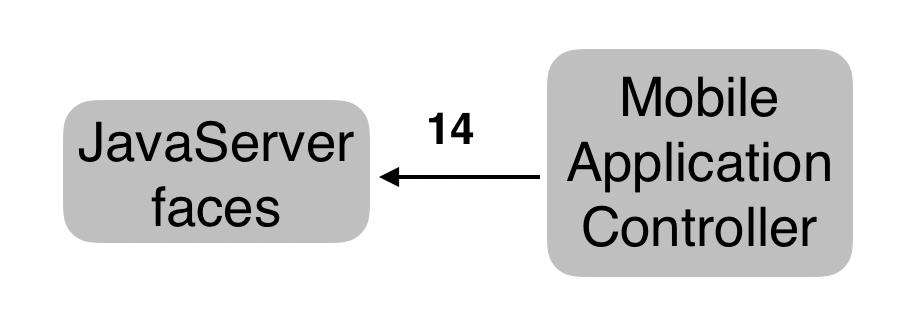 JavaServer
faces
14
Mobile
Application
Controller